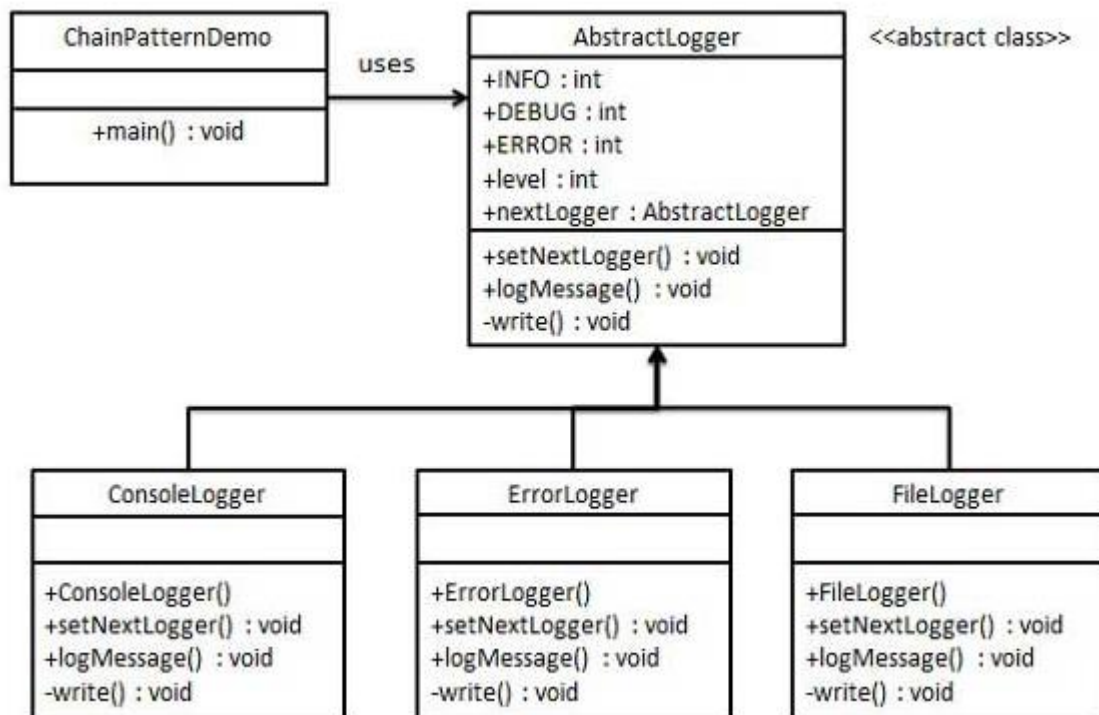 ChainPatternDemo
+main() : void
uses
AbstractLogger
<<abstract class>>
+INFO : int
+DEBUG : int
+ERROR : int
+level : int
+nextLogger : AbstractLogger
+setNextLogger() : void
+logMessage() : void
-write() : void
ConsoleLogger
+ConsoleLogger()
+setNextLogger() : void
+logMessage() : void
-write() : void
ErrorLogger
+ErrorLogger()
+setNextLogger() : void
+logMessage() : void
-write() : void
FileLogger
+FileLogger()
+setNextLogger() : void
+logMessage() : void
-write() : void